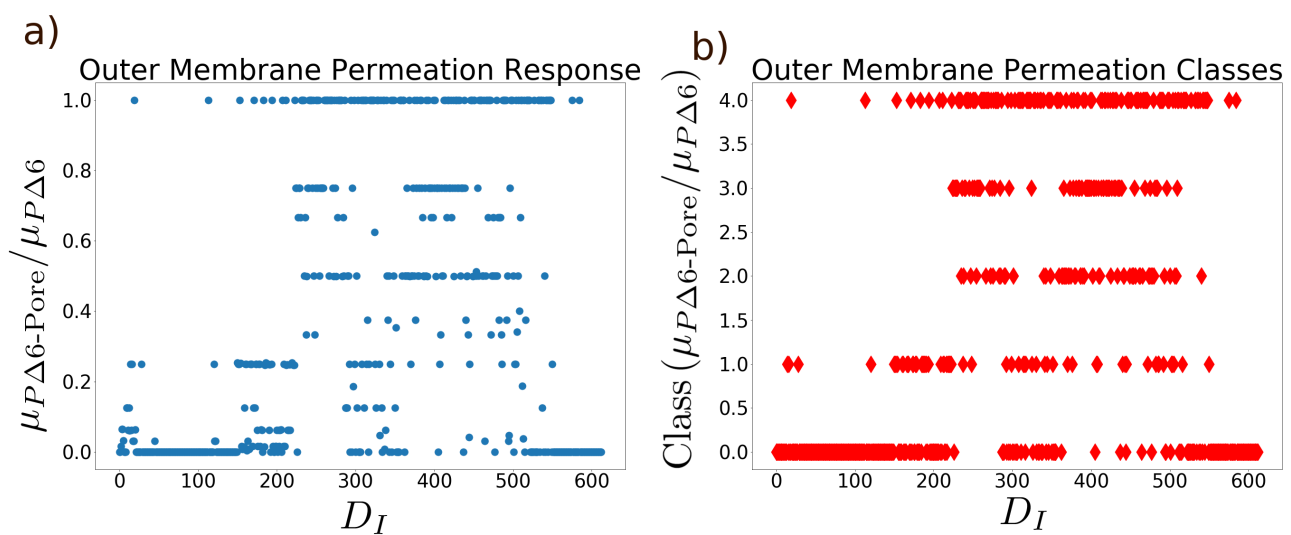 a)
Outer Membrane Permeation Response
1.0
0.8
0.6
0.4
0.2
0.0
0 100 200 300 400 500 600
μPΔ6-Pore/μPΔ6
D_I
b)
Outer Membrane Permeation Classes
4.0
3.5
3.0
2.5
2.0
1.5
1.0
0.5
0.0
0 100 200 300 400 500 600
Class (μPΔ6-Pore/μPΔ6)
D_I